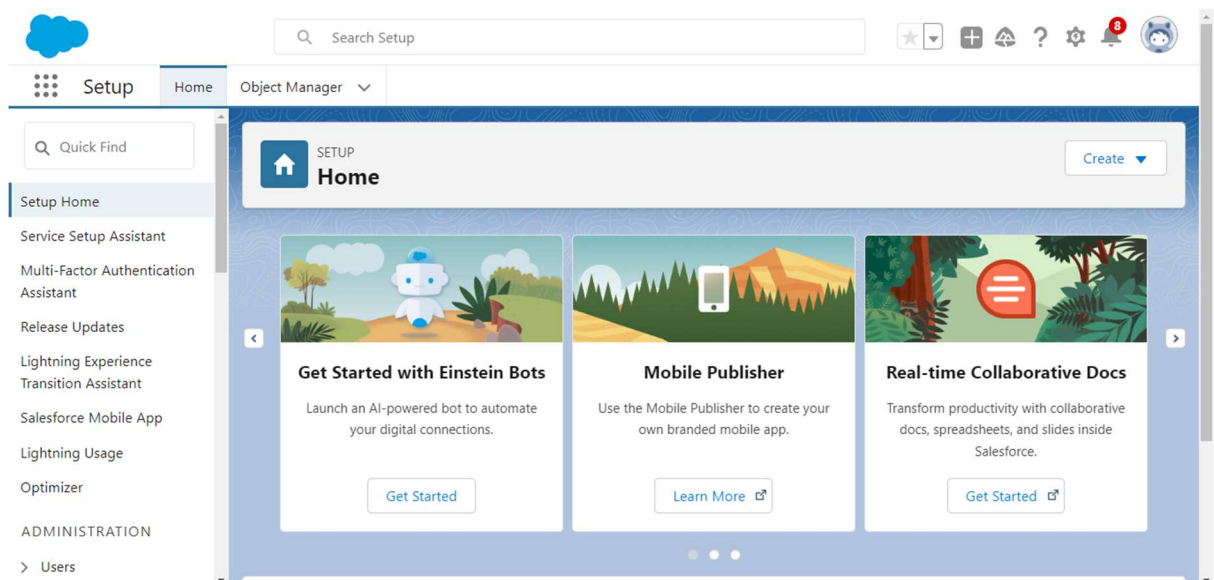 Search Setup
8
Setup
Home
Object Manager
Quick Find
Setup Home
Service Setup Assistant
Multi-Factor Authentication
Assistant
Release Updates
Lightning Experience
Transition Assistant
Salesforce Mobile App
Lightning Usage
Optimizer
ADMINISTRATION
Users
SETUP
Home
Create
Get Started with Einstein Bots
Launch an AI-powered bot to automate
your digital connections.
Get Started
Mobile Publisher
Use the Mobile Publisher to create your
own branded mobile app.
Learn More
Real-time Collaborative Docs
Transform productivity with collaborative
docs, spreadsheets, and slides inside
Salesforce.
Get Started